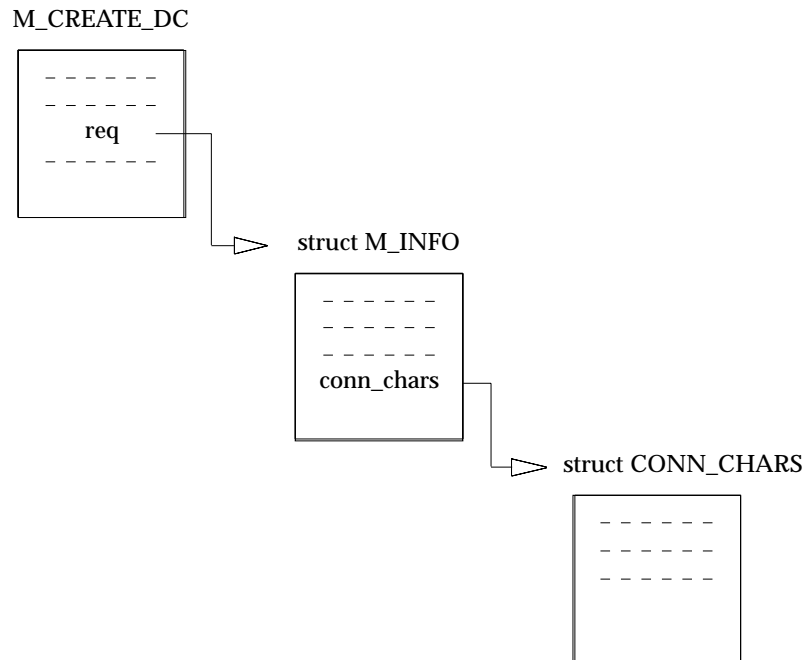 M_CREATE_DC
req
struct M_INFO
conn_chars
struct CONN_CHARS